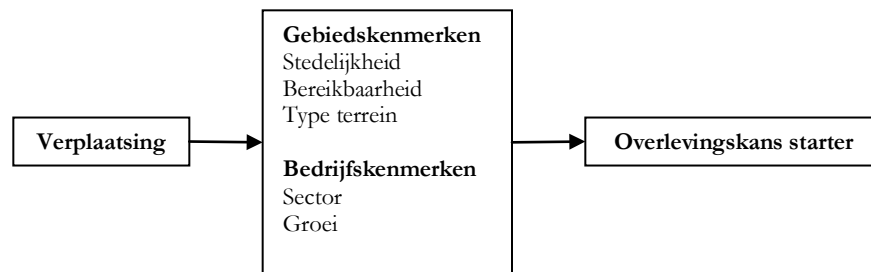 Verplaatsing
Gebiedskenmerken
Stedelijkheid
Bereikbaarheid
Type terrein
Bedrijfskenmerken
Sector
Groei
Overlevingskans starter